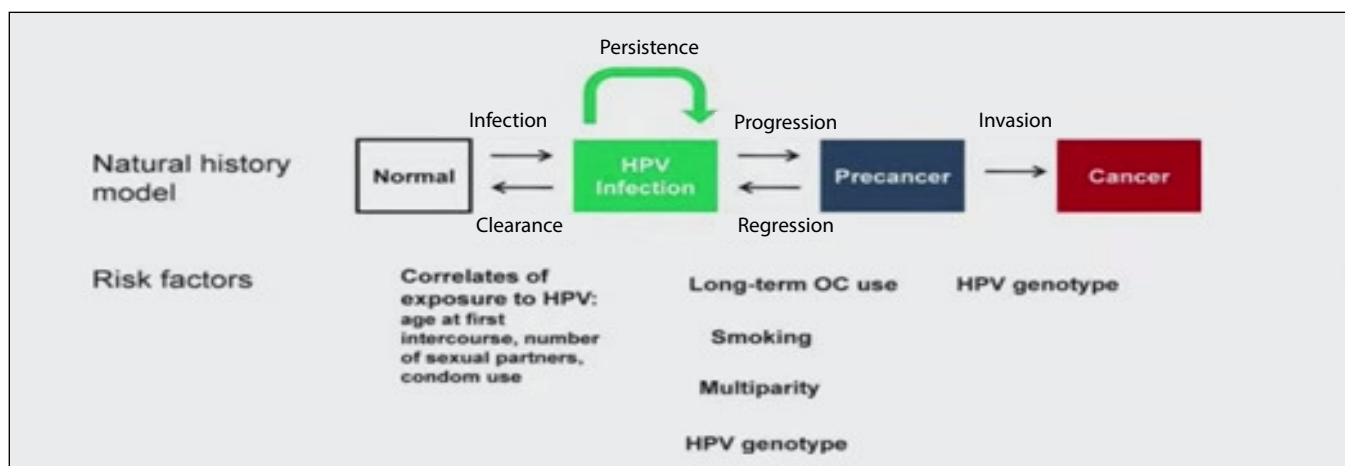 Persistence
Infection
Progression
Invasion
Natural history
model
Normal
HPV
Infection
Precancer
Cancer
Clearance
Regression
Risk factors
Correlates of
exposure to HPV:
age at first
intercourse, number
of sexual partners,
condom use
Long-term OC use
Smoking
Multiparity
HPV genotype
HPV genotype